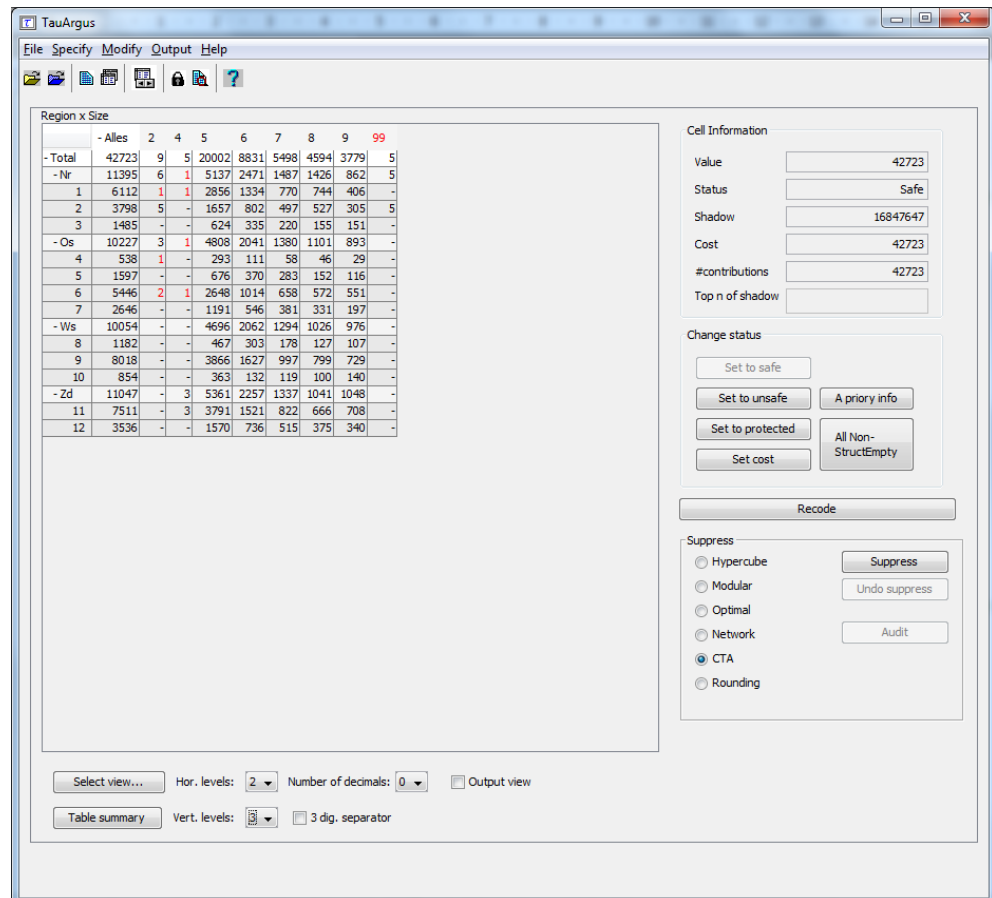 TauArgus
File Specify Modify Output Help
Region x Size
- Alles 2 4 5 6 7 8 9 99
- Total 42723 9 5 20002 8831 5498 4594 3779 5
- Nr 11395 6 1 5137 2471 1487 1426 862 5
1 6112 1 1 2856 1334 770 744 406 -
2 3798 5 - 1657 802 497 527 305 5
3 1485 - - 624 335 220 155 151 -
- Os 10227 3 1 4808 2041 1380 1101 893 -
4 538 1 - 293 111 58 46 29 -
5 1597 - - 676 370 283 152 116 -
6 5446 2 1 2648 1014 658 572 551 -
7 2646 - - 1191 546 381 331 197 -
- Ws 10054 - - 4696 2062 1294 1026 976 -
8 1182 - - 467 303 178 127 107 -
9 8018 - - 3866 1627 997 799 729 -
10 854 - - 363 132 119 100 140 -
- Zd 11047 - 3 5361 2257 1337 1041 1048 -
11 7511 - 3 3791 1521 822 666 708 -
12 3536 - - 1570 736 515 375 340 -
Cell Information
Value 42723
Status Safe
Shadow 16847647
Cost 42723
#contributions 42723
Top n of shadow
Change status
Set to safe
Set to unsafe A priory info
Set to protected
All Non-
StructEmpty
Set cost
Recode
Suppress
Hypercube Suppress
Modular Undo suppress
Optimal
Network Audit
CTA
Rounding
Select view... Hor. levels: 2 Number of decimals: 0 Output view
Table summary Vert. levels: 3 3 dig. separator